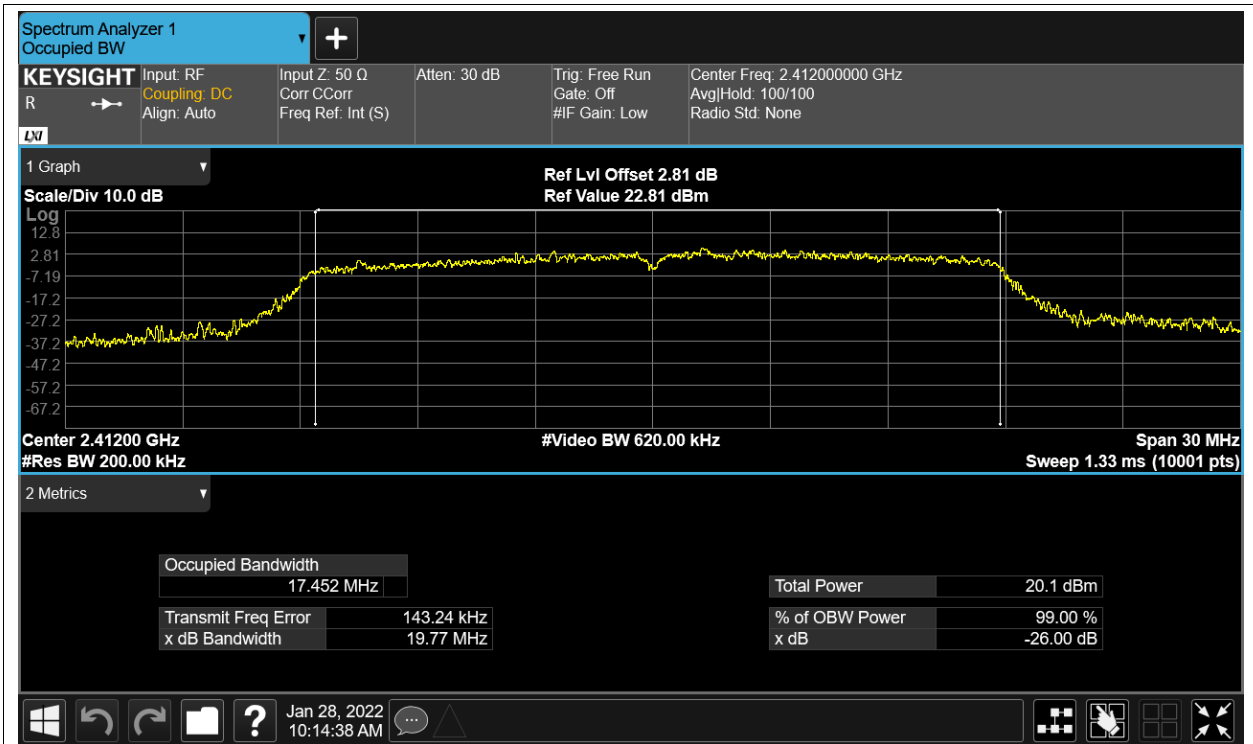 Spectrum Analyzer 1
Occupied BW
KEYSIGHT
R
LXI
Input: RF
Coupling: DC
Align: Auto
Input Z: 50 Ω
Corr CCorr
Freq Ref: Int (S)
Atten: 30 dB
Trig: Free Run
Gate: Off
#IF Gain: Low
Center Freq: 2.412000000 GHz
Avg|Hold: 100/100
Radio Std: None
1 Graph
Scale/Div 10.0 dB
Ref Lvl Offset 2.81 dB
Ref Value 22.81 dBm
Log
12.8
2.81
-7.19
-17.2
-27.2
-37.2
-47.2
-57.2
-67.2
Center 2.41200 GHz
#Video BW 620.00 kHz
Span 30 MHz
#Res BW 200.00 kHz
Sweep 1.33 ms (10001 pts)
2 Metrics
Occupied Bandwidth
17.452 MHz
Transmit Freq Error 143.24 kHz
x dB Bandwidth 19.77 MHz
Total Power 20.1 dBm
% of OBW Power 99.00 %
x dB -26.00 dB
?
Jan 28, 2022
10:14:38 AM